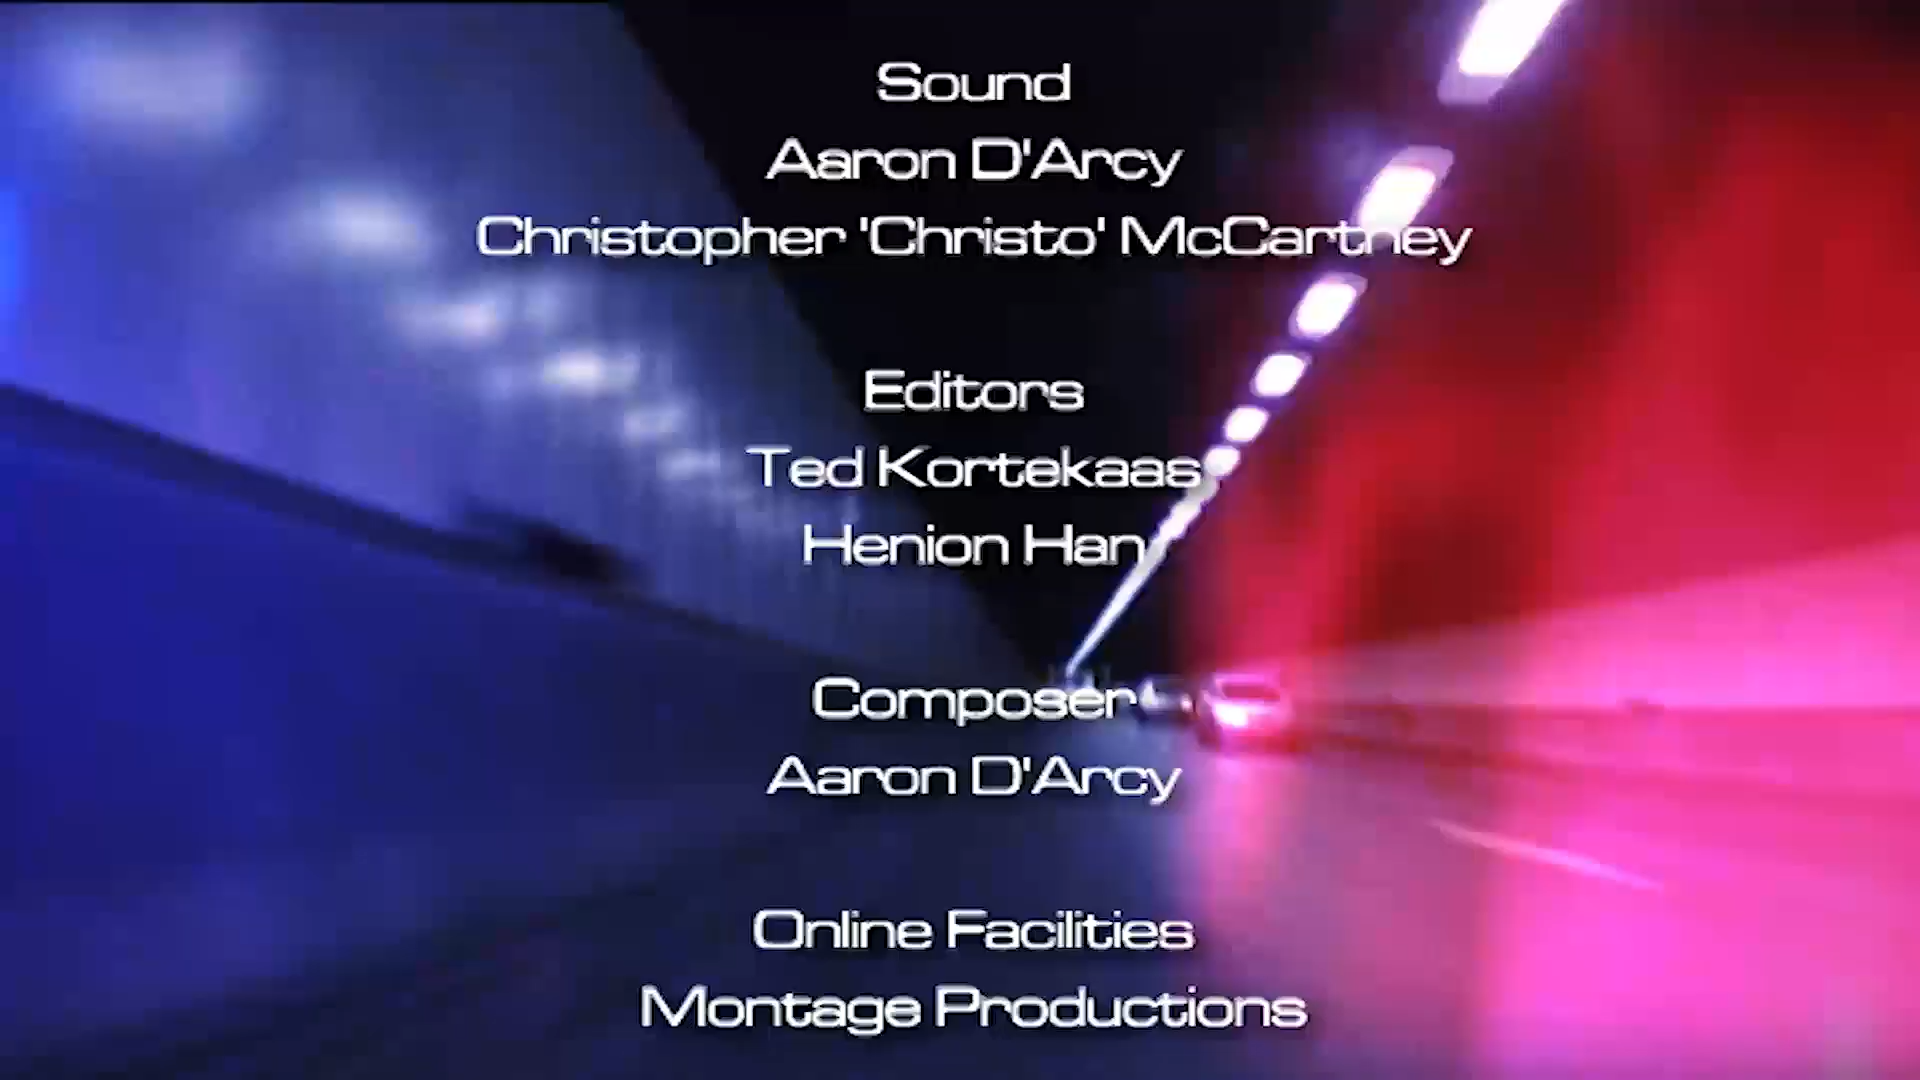 Sound
Aaron D'Arcy
Christopher 'Christo' McCartney
Editors
Ted Kortekaas
Henion Han
Composer
Aaron D'Arcy
Online Facilities
Montage Productions